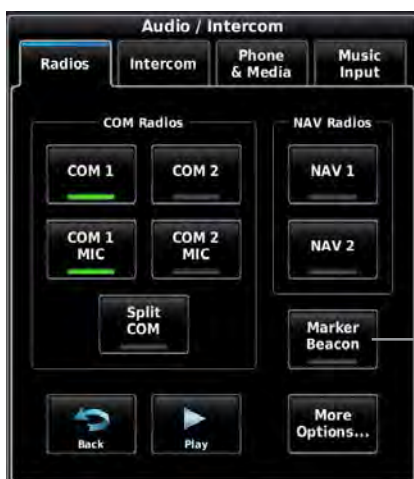 Audio / Intercom
Radios
Intercom
Phone
& Media
Music
Input
COM Radios
NAV Radios
COM 1
COM 2
NAV 1
COM 1
MIC
COM 2
MIC
NAV 2
Split
COM
Marker
Beacon
Back
Play
More
Options...